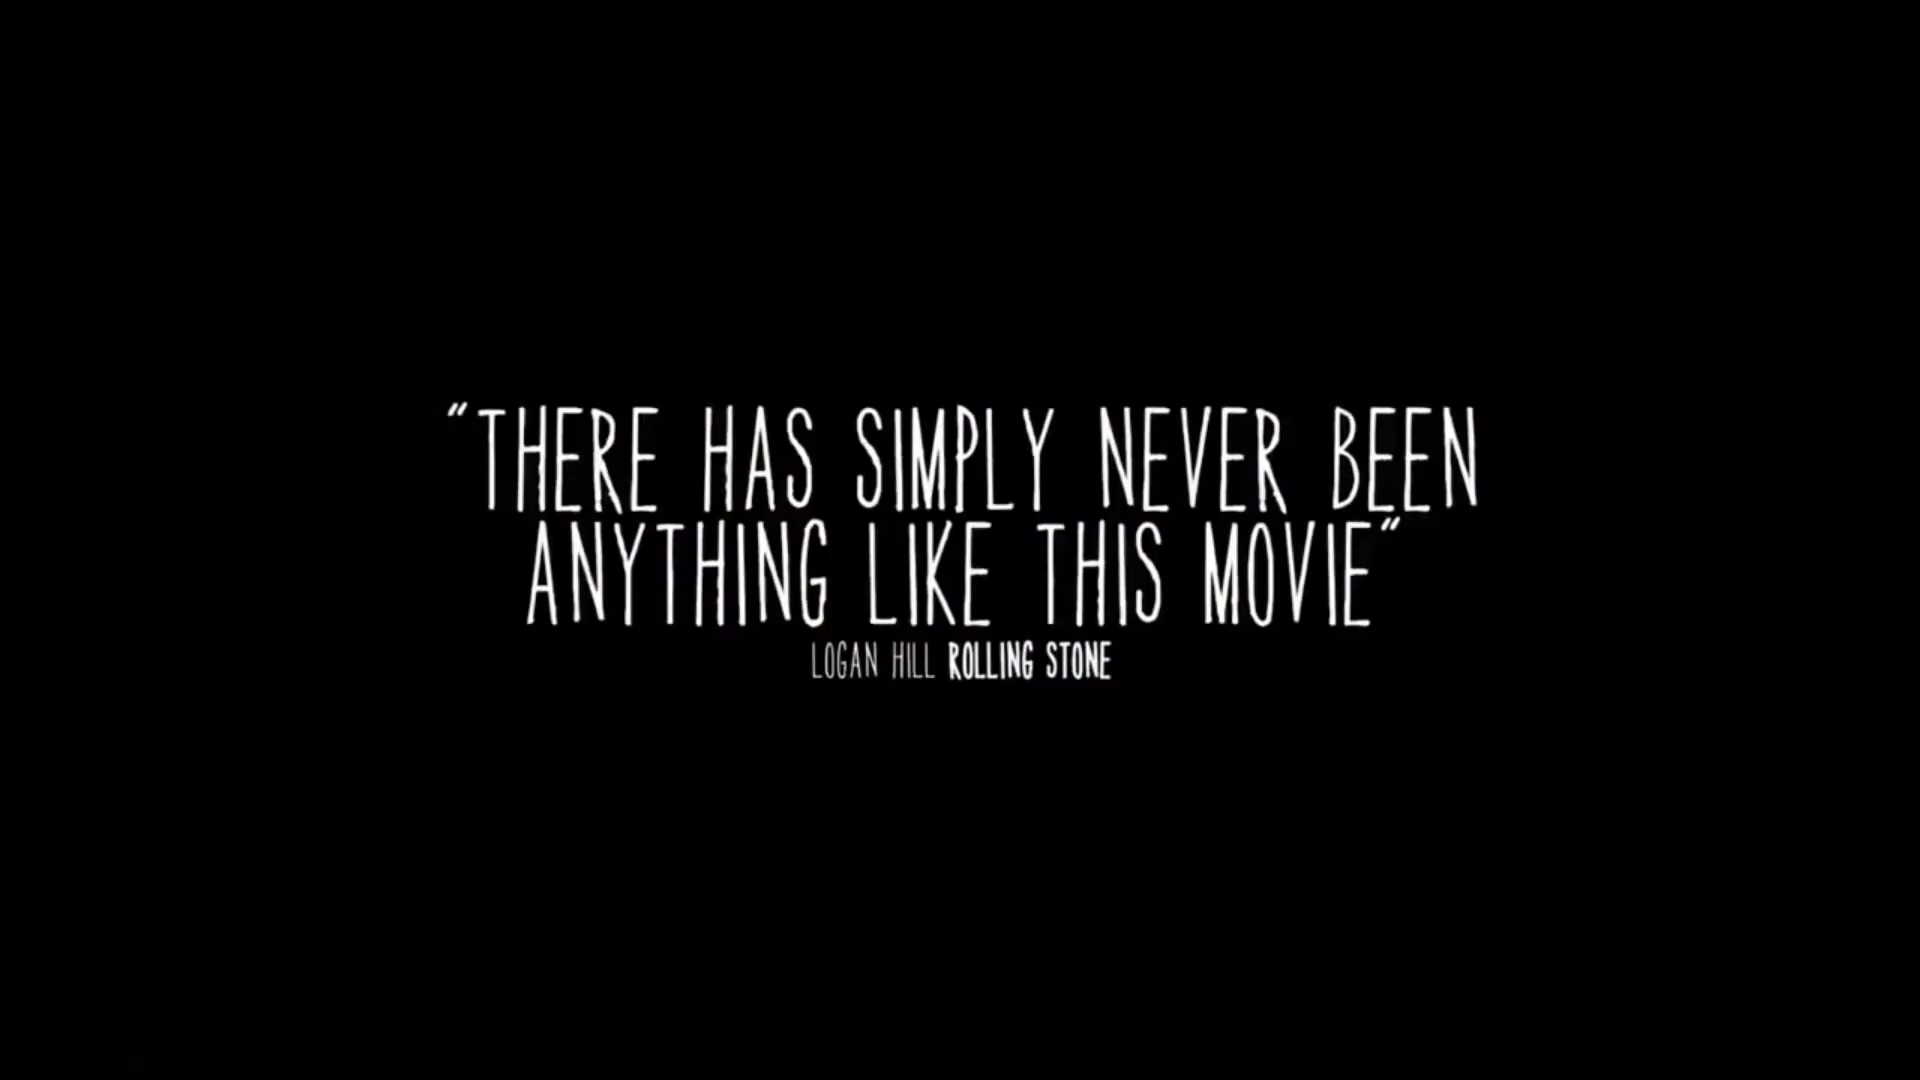 “THERE HAS SIMPLY NEVER BEEN
ANYTHING LIKE THIS MOVIE”
LOGAN HILL ROLLING STONE